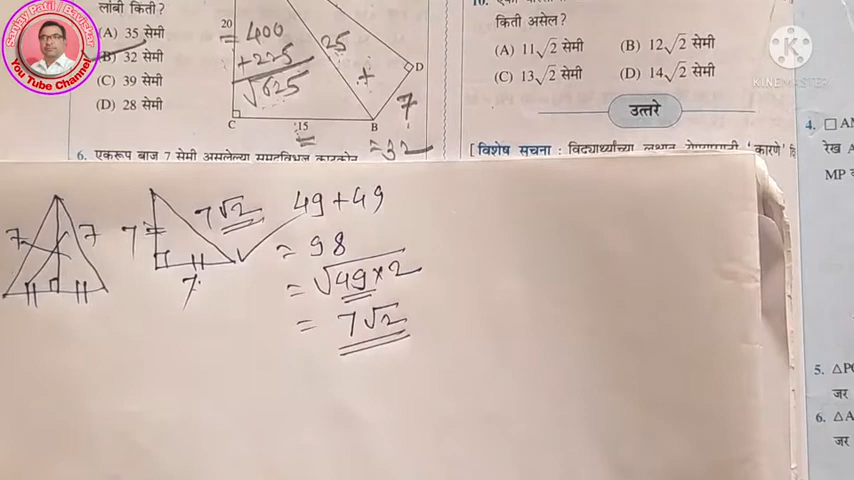 Sanjay Patil / Baviskar
You Tube Channel
लांबी किती?
(A) 35 सेमी
(B) 32 सेमी
(C) 39 सेमी
(D) 28 सेमी
20
= 400
+ 225
√625
25
+
D
7
C
15
B
= 32
किती असेल?
(A) 11√2 सेमी
(B) 12√2 सेमी
(C) 13√2 सेमी
(D) 14√2 सेमी
KINEMASTER
उत्तरे
6. एकरूप बाजू 7 सेमी असलेल्या समद्विभुज काटकोन
[ विशेष सूचना : विद्यार्थ्यांच्या
'कारणे'
4.
रेख
MP
7
7
7
7√2
7
49 + 49
= 98
= √49×2
= 7√2
5.
जर
6.
जर